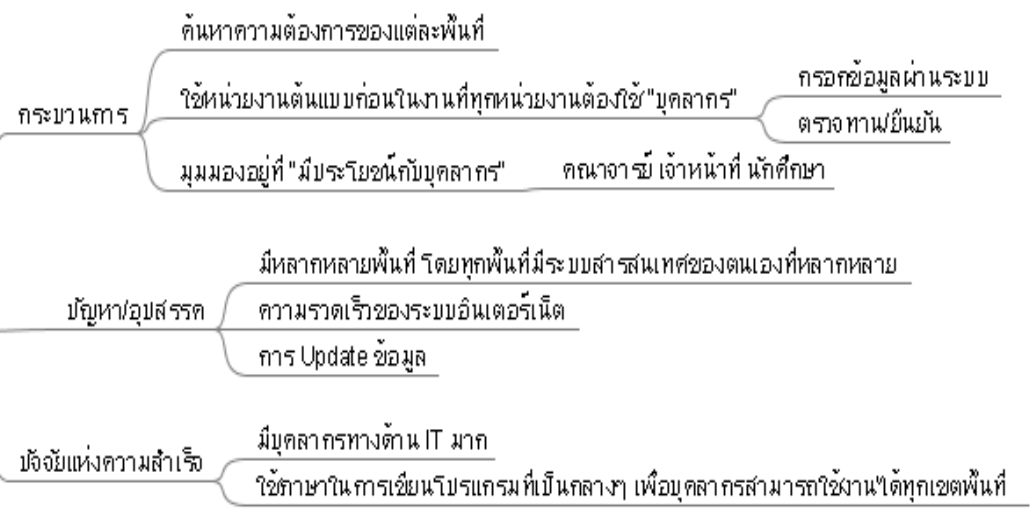 ค้นหาความต้องการของแต่ละพื้นที่
กระบวนการ
ใช้หน่วยงานต้นแบบก่อนในงานที่ทุกหน่วยงานต้องใช้ "บุคลากร"
กรอกข้อมูลผ่านระบบ
ตรวจทาน/ยืนยัน
มุมมองอยู่ที่ "มีประโยชน์กับบุคลากร"
คณาจารย์ เจ้าหน้าที่ นักศึกษา
มีหลากหลายพื้นที่ โดยทุกพื้นที่มีระบบสารสนเทศของตนเองที่หลากหลาย
ปัญหา/อุปสรรค
ความรวดเร็วของระบบอินเตอร์เน็ต
การ Update ข้อมูล
ปัจจัยแห่งความสำเร็จ
มีบุคลากรทางด้าน IT มาก
ใช้ภาษาในการเขียนโปรแกรมที่เป็นกลางๆ เพื่อบุคลากรสามารถใช้งานได้ทุกเขตพื้นที่